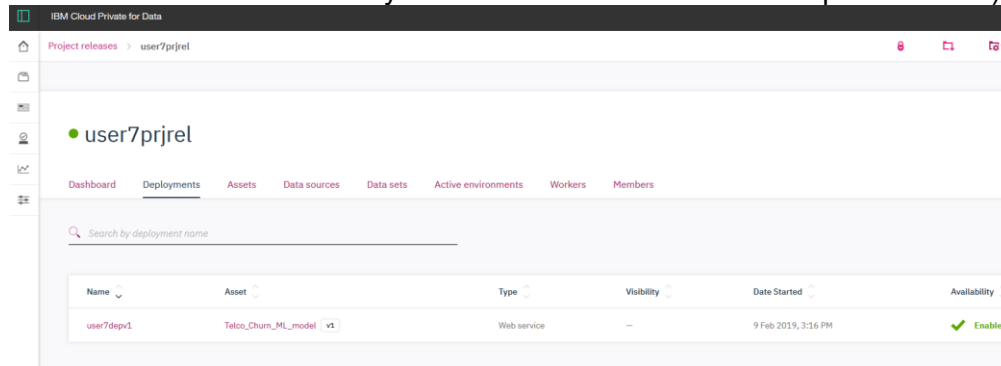 IBM Cloud Private for Data
Project releases > user7prjrel
user7prjrel
Dashboard Deployments Assets Data sources Data sets Active environments Workers Members
Search by deployment name
Name Asset Type Visibility Date Started Availability
user7depv1 Telco_Churn_ML_model v1 Web service — 9 Feb 2019, 3:16 PM Enable